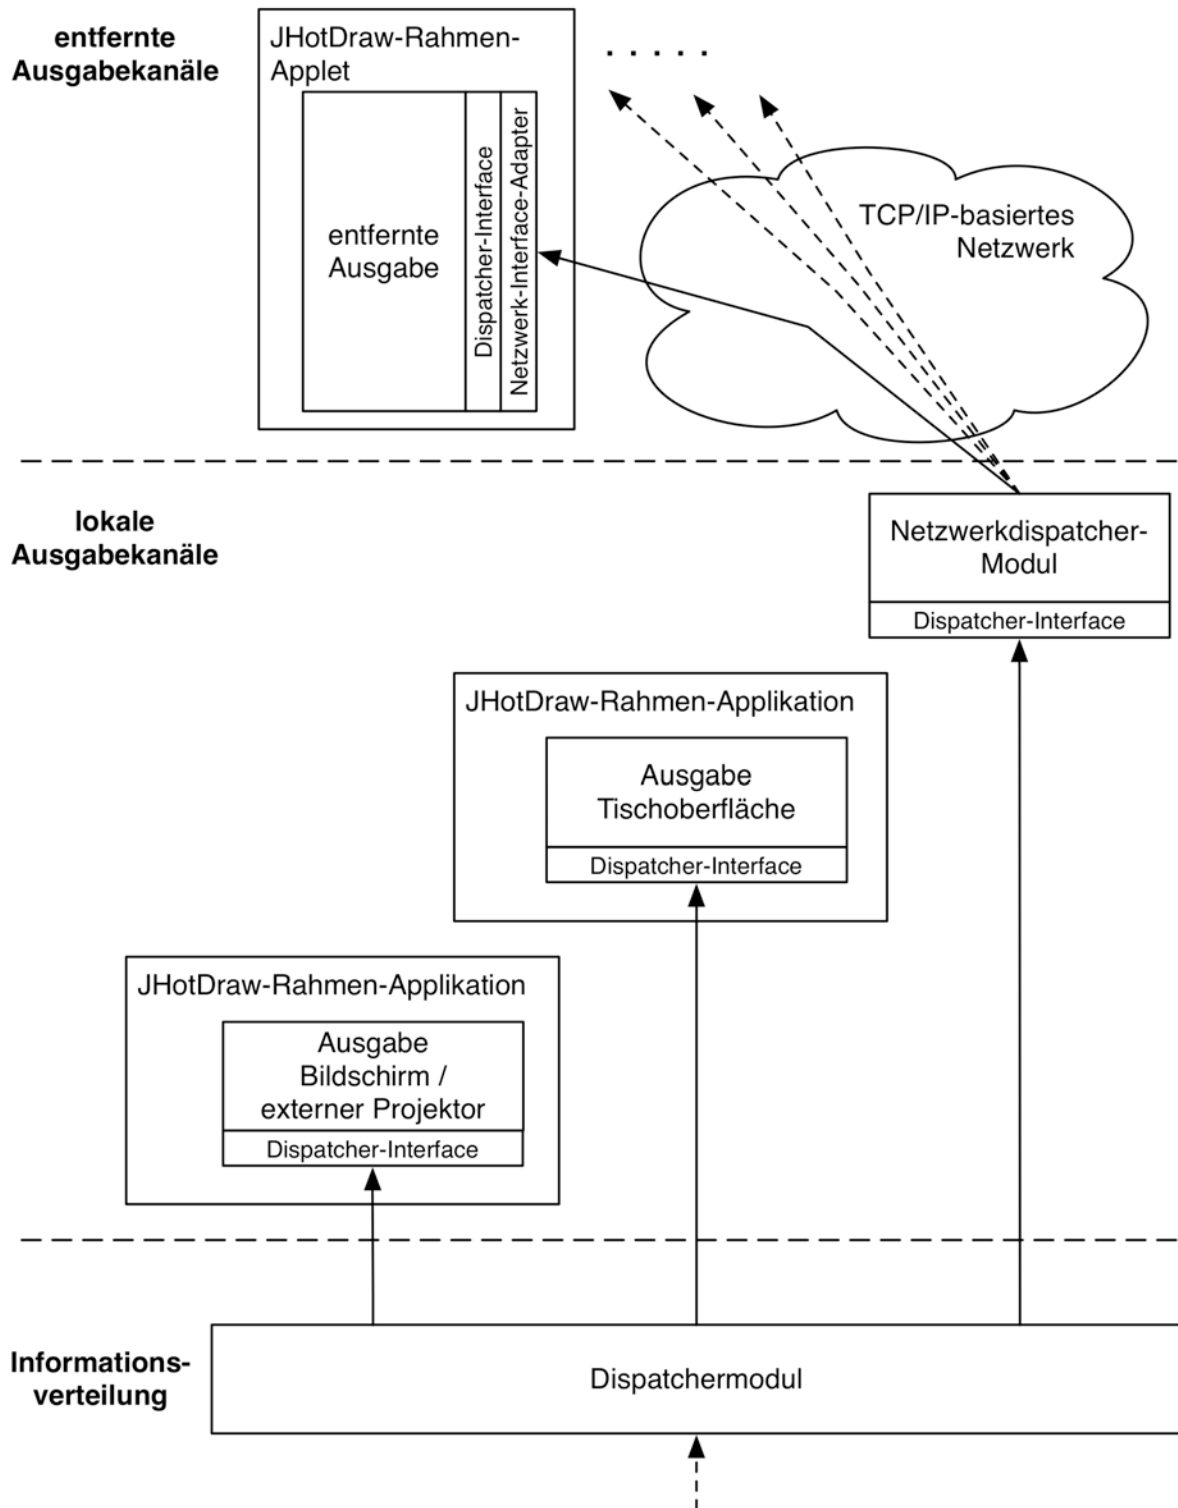 entfernte
Ausgabekanäle
JHotDraw-Rahmen-
Applet
. . . . .
entfernte
Ausgabe
Dispatcher-Interface
Netzwerk-Interface-Adapter
TCP/IP-basiertes
Netzwerk
lokale
Ausgabekanäle
Netzwerkdispatcher-
Modul
Dispatcher-Interface
JHotDraw-Rahmen-Applikation
Ausgabe
Tischoberfläche
Dispatcher-Interface
JHotDraw-Rahmen-Applikation
Ausgabe
Bildschirm /
externer Projektor
Dispatcher-Interface
Informations-
verteilung
Dispatchermodul